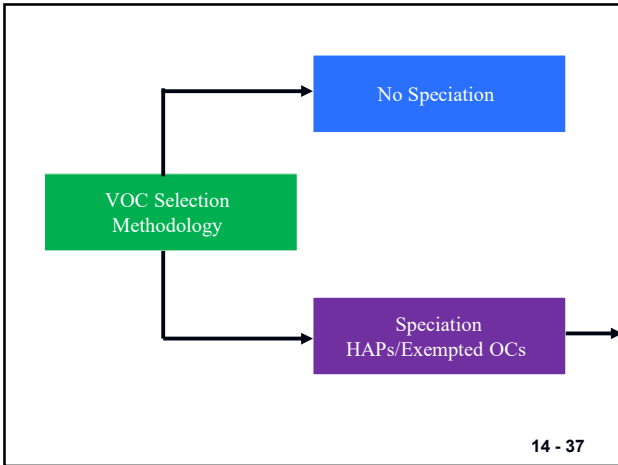 No Speciation
VOC Selection
Methodology
Speciation
HAPs/Exempted OCs
14 - 37